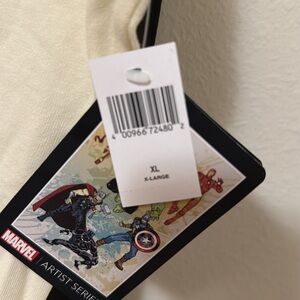 4 00966 72480 2
XL
X-LARGE
MARVEL
ARTIST SERIES